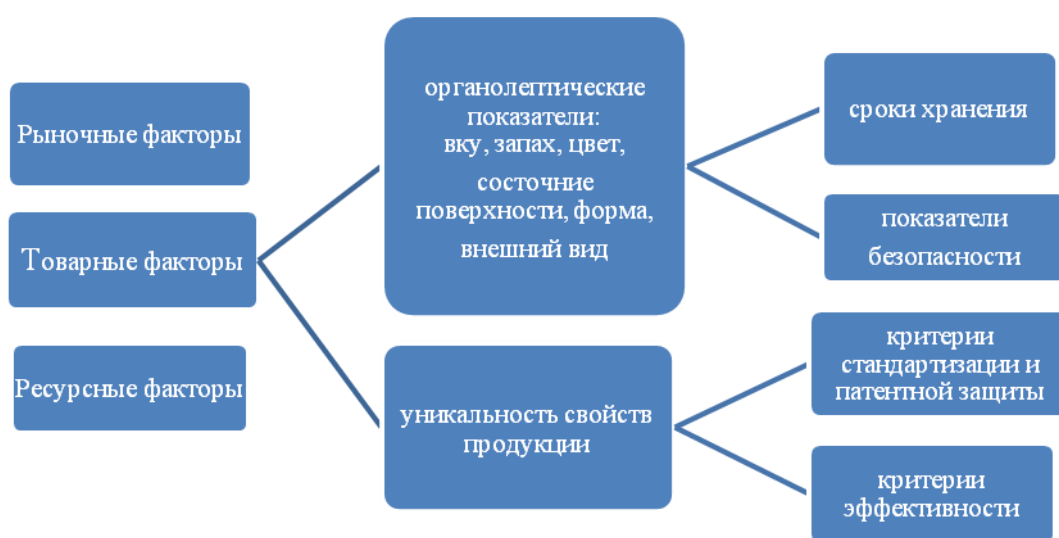 Рыночные факторы
Товарные факторы
Ресурсные факторы
органолептические
показатели:
вку, запах, цвет,
состочние
поверхности, форма,
внешний вид
уникальность свойств
продукции
сроки хранения
показатели
безопасности
критерии
стандартизации и
патентной защиты
критерии
эффективности